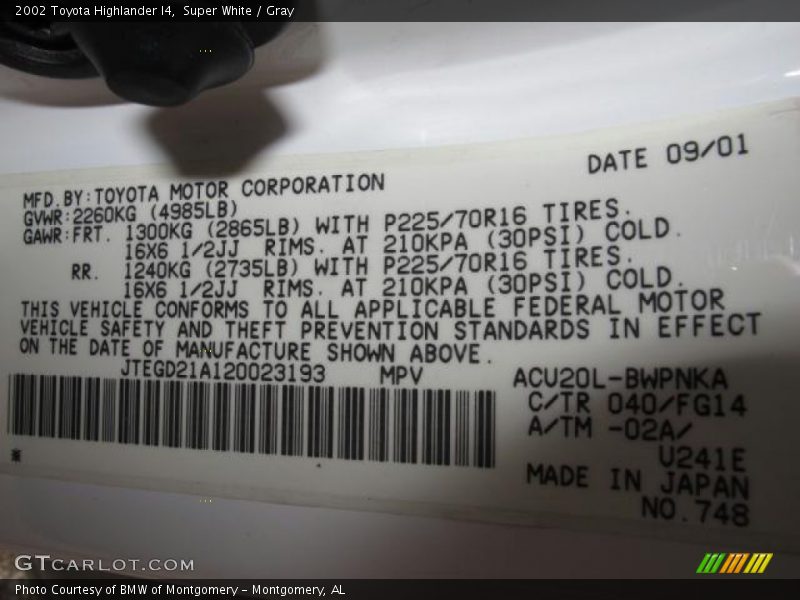 2002 Toyota Highlander I4,  Super White / Gray
DATE 09/01
MFD.BY:TOYOTA MOTOR CORPORATION
GVWR:2260KG (4985LB)
GAWR:FRT. 1300KG (2865LB) WITH P225/70R16 TIRES.
16X6 1/2JJ RIMS. AT 210KPA (30PSI) COLD.
RR. 1240KG (2735LB) WITH P225/70R16 TIRES.
16X6 1/2JJ RIMS. AT 210KPA (30PSI) COLD.
THIS VEHICLE CONFORMS TO ALL APPLICABLE FEDERAL MOTOR
VEHICLE SAFETY AND THEFT PREVENTION STANDARDS IN EFFECT
ON THE DATE OF MANUFACTURE SHOWN ABOVE.
JTEGD21A120023193 MPV
ACU20L-BWPNKA
C/TR 040/FG14
A/TM -02A/
U241E
MADE IN JAPAN
NO.748
GTCARLOT.COM
Photo Courtesy of BMW of Montgomery - Montgomery, AL